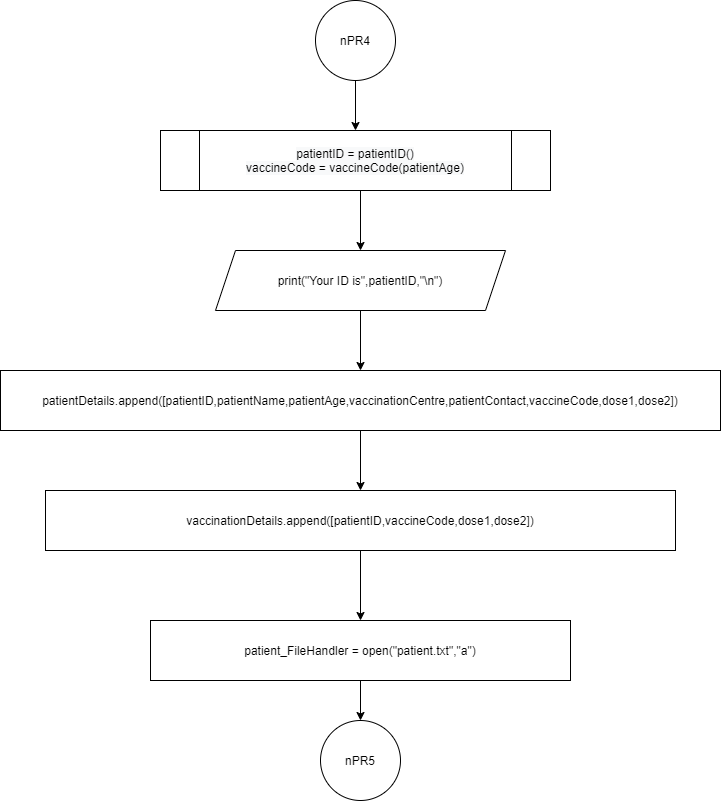 nPR4
patientID = patientID()
vaccineCode = vaccineCode(patientAge)
print("Your ID is",patientID,"\n")
patientDetails.append([patientID,patientName,patientAge,vaccinationCentre,patientContact,vaccineCode,dose1,dose2])
vaccinationDetails.append([patientID,vaccineCode,dose1,dose2])
patient_FileHandler = open("patient.txt","a")
nPR5